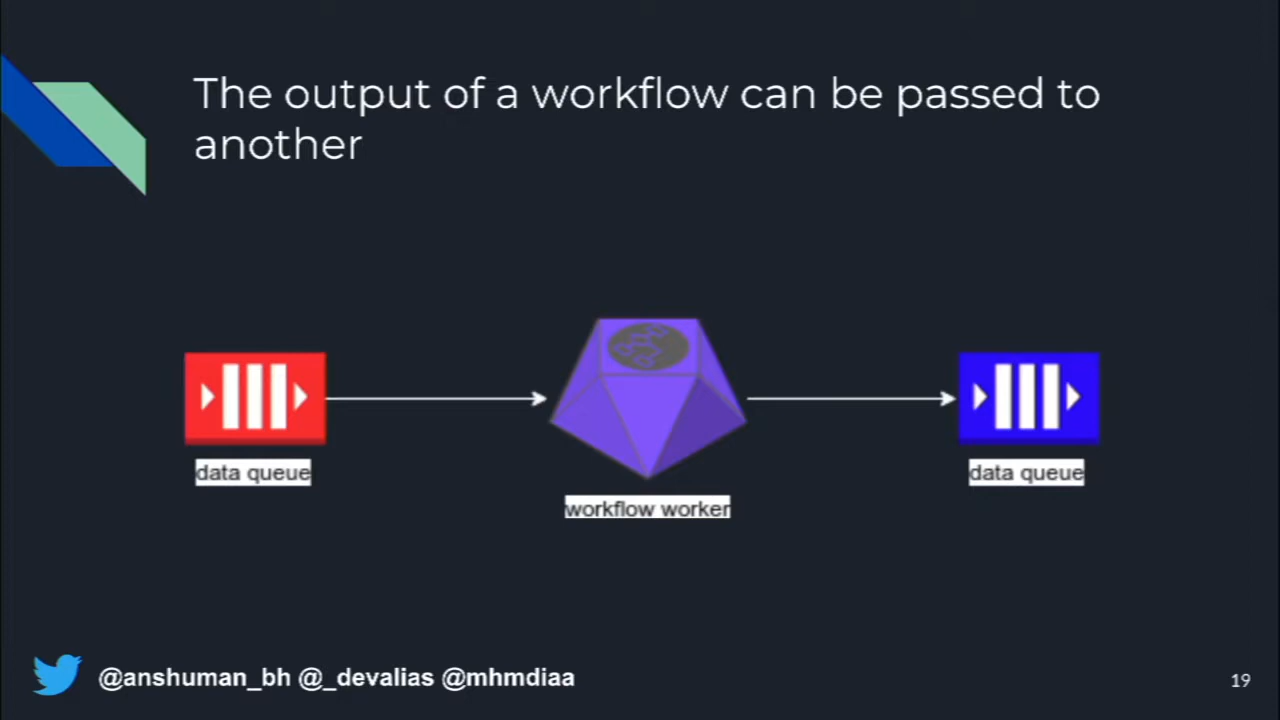 The output of a workflow can be passed to
another
data queue
workflow worker
data queue
@anshuman_bh @_devalias @mhmdiaa
19